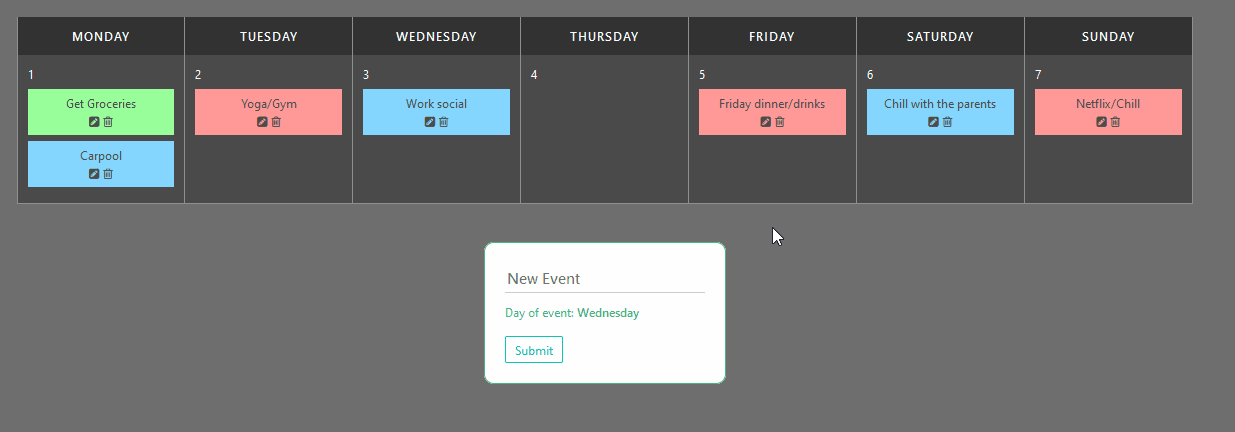 MONDAY TUESDAY WEDNESDAY THURSDAY FRIDAY SATURDAY SUNDAY
1 2 3 4 5 6 7
Get Groceries Yoga/Gym Work social Friday dinner/drinks Chill with the parents Netflix/Chill
Carpool
New Event
Day of event: Wednesday
Submit